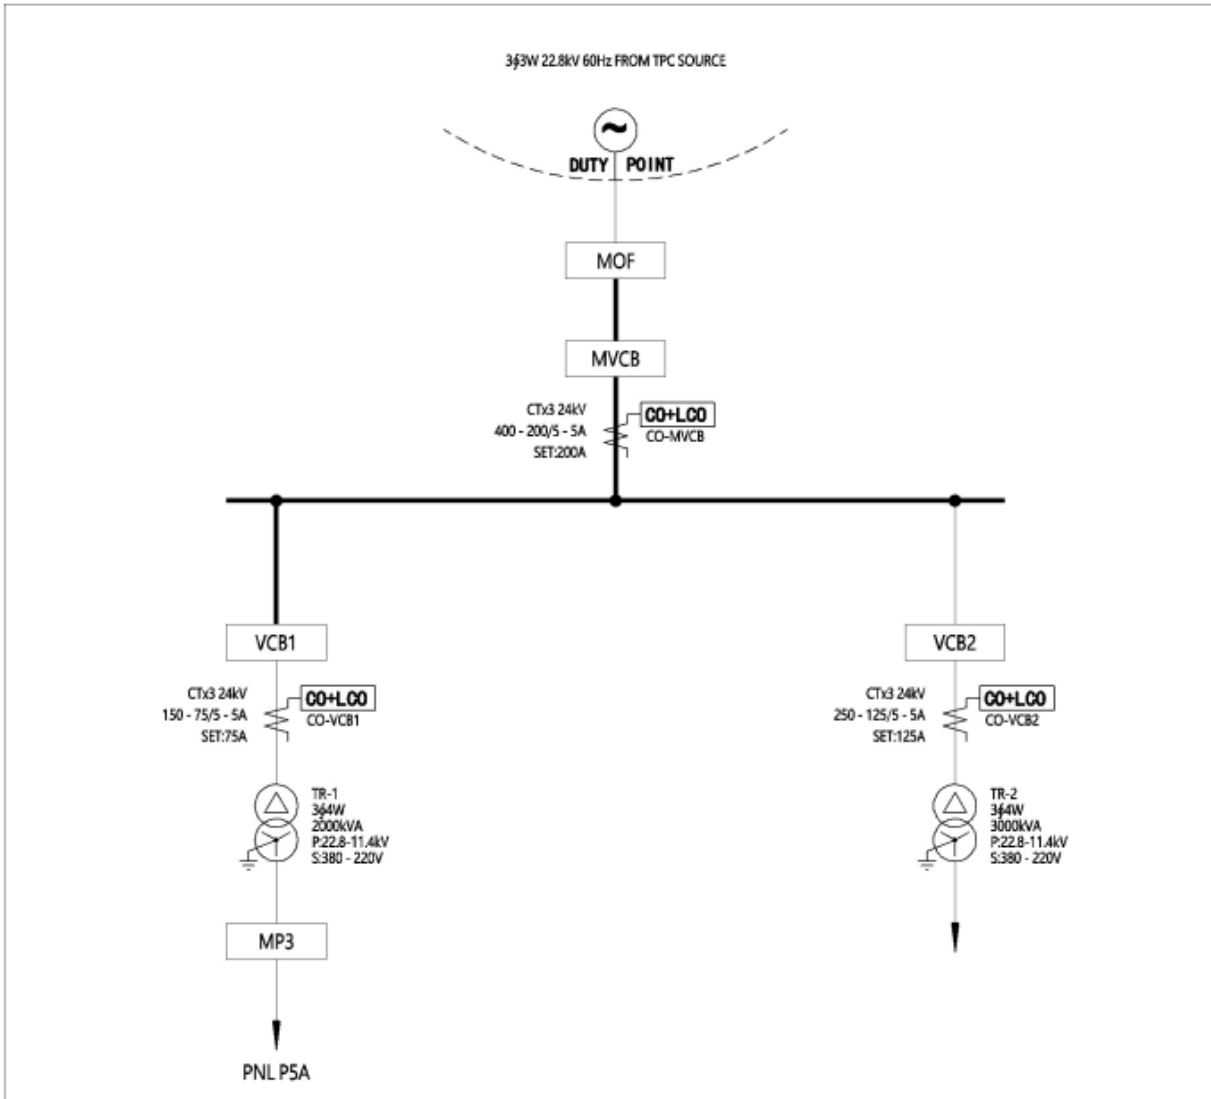 3∮3W 22.8kV 60Hz FROM TPC SOURCE
~
DUTY POINT
MOF
MVCB
CTx3 24kV
400 - 200/5 - 5A
SET:200A
CO+LCO
CO-MVCB
VCB1
CTx3 24kV
150 - 75/5 - 5A
SET:75A
CO+LCO
CO-VCB1
TR-1
3∮4W
2000kVA
P:22.8-11.4kV
S:380 - 220V
MP3
PNL P5A
VCB2
CTx3 24kV
250 - 125/5 - 5A
SET:125A
CO+LCO
CO-VCB2
TR-2
3∮4W
3000kVA
P:22.8-11.4kV
S:380 - 220V